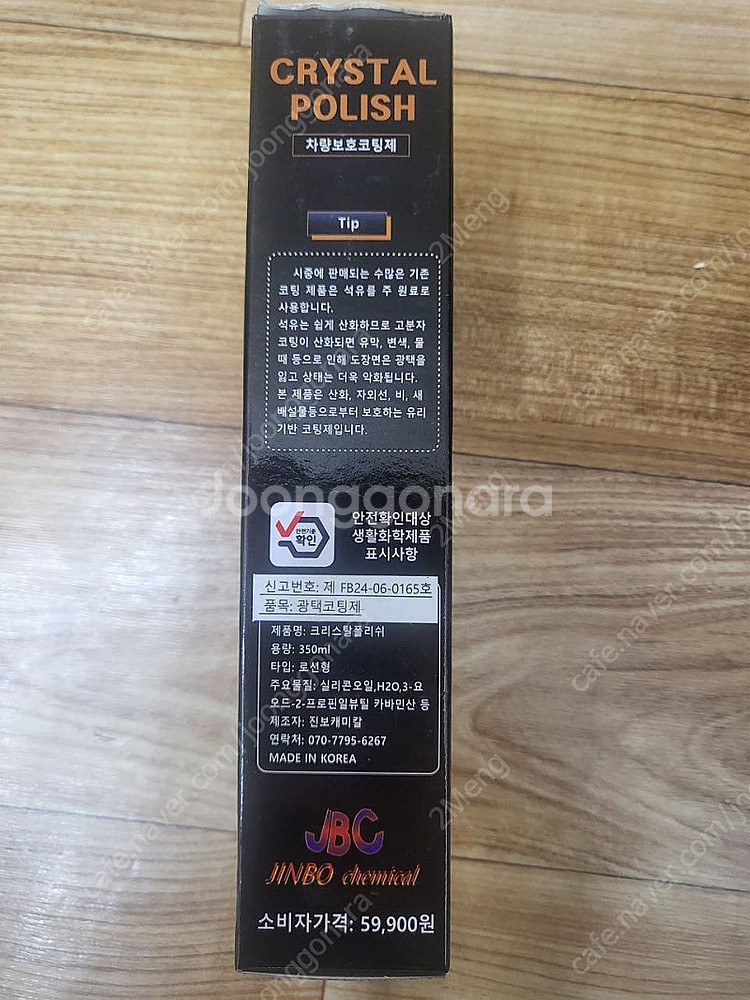 CRYSTAL
POLISH
차량보호코팅제
Tip
시중에 판매되는 수많은 기존
코팅 제품은 석유를 주 원료로
사용합니다.
석유는 쉽게 산화하므로 고분자
코팅이 산화되면 유막, 변색, 물
때 등으로 인해 도장면은 광택을
잃고 상태는 더욱 악화됩니다.
본 제품은 산화, 자외선, 비, 새
배설물등으로부터 보호하는 유리
기반 코팅제입니다.
Joonggonara
안전기준
확인
안전확인대상
생활화학제품
표시사항
신고번호: 제 FB24-06-0165호
품목: 광택코팅제
제품명: 크리스탈폴리쉬
용량: 350ml
타입: 로션형
주요물질: 실리콘오일,H2O,3-요
오드-2-프로핀일뷰틸 카바민산 등
제조자: 진보캐미칼
연락처: 070-7795-6267
MADE IN KOREA
JBC
JINBO chemical
소비자가격: 59,900원
2Meng
cafe.naver.com/joonggonara